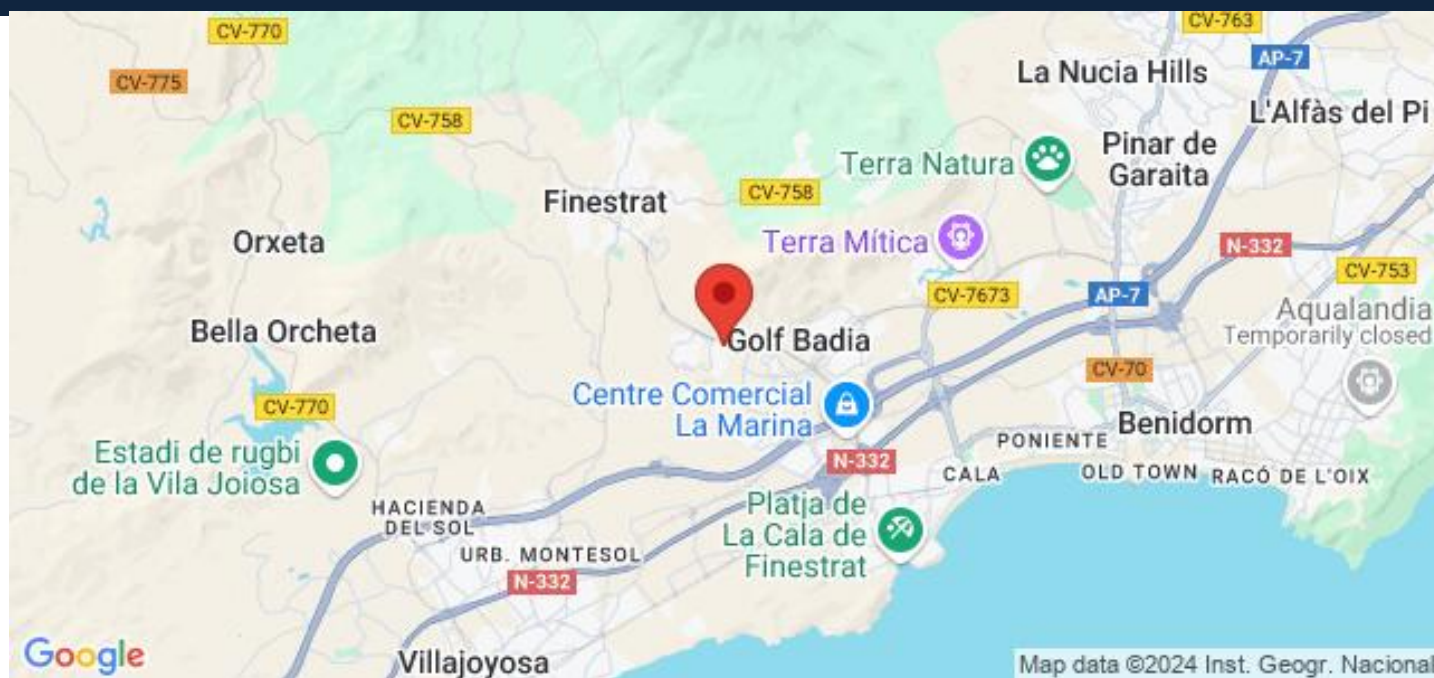 CV-770
CV-763
AP-7
La Nucia Hills
CV-775
L'Alfàs del Pi
CV-758
Pinar de
Garaita
Terra Natura
CV-758
Finestrat
Orxeta
Terra Mítica
N-332
CV-753
CV-7673
AP-7
Aqualandia
Temporarily closed
Bella Orcheta
Golf Badia
CV-70
Centre Comercial
La Marina
CV-770
Benidorm
PONIENTE
Estadi de rugbi
de la Vila Joiosa
N-332
CALA
OLD TOWN
RACÓ DE L'OIX
HACIENDA
DEL SOL
Platja de
La Cala de
Finestrat
URB. MONTESOL
N-332
Google
Villajoyosa
Map data ©2024 Inst. Geogr. Nacional